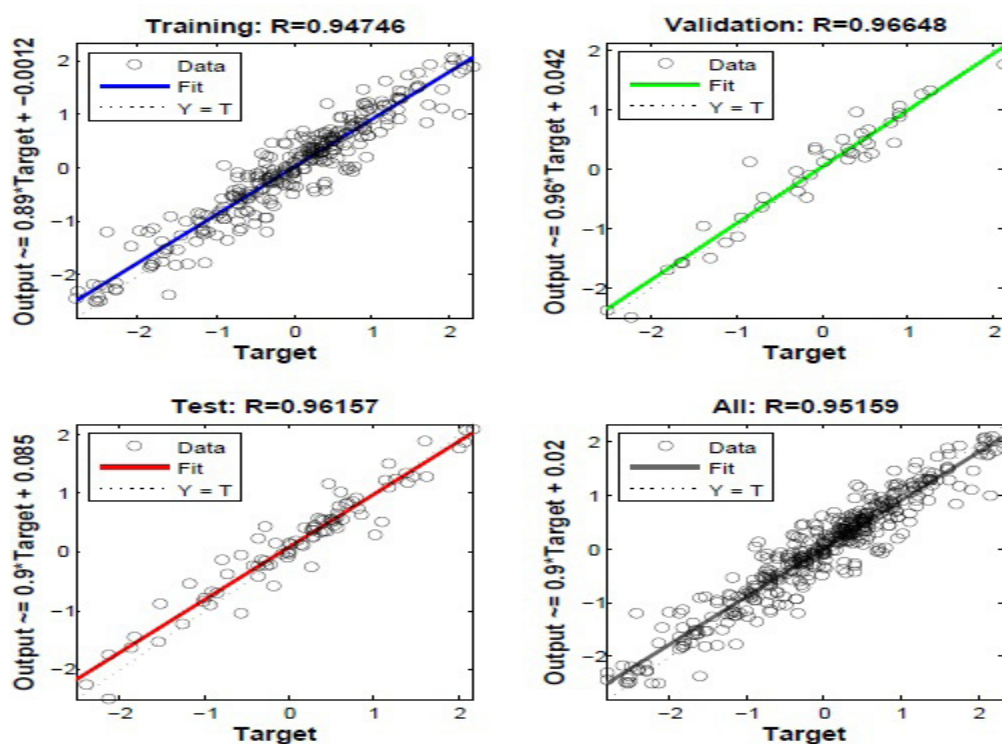 Training: R=0.94746
Output ~= 0.89*Target + −0.0012
2
1
0
−1
−2
Data
Fit
Y = T
−2
−1
0
1
2
Target
Validation: R=0.96648
Output ~= 0.96*Target + 0.042
2
1
0
−1
−2
Data
Fit
Y = T
−2
−1
0
1
2
Target
Test: R=0.96157
Output ~= 0.9*Target + 0.085
2
1
0
−1
−2
Data
Fit
Y = T
−2
−1
0
1
2
Target
All: R=0.95159
Output ~= 0.9*Target + 0.02
2
1
0
−1
−2
Data
Fit
Y = T
−2
−1
0
1
2
Target